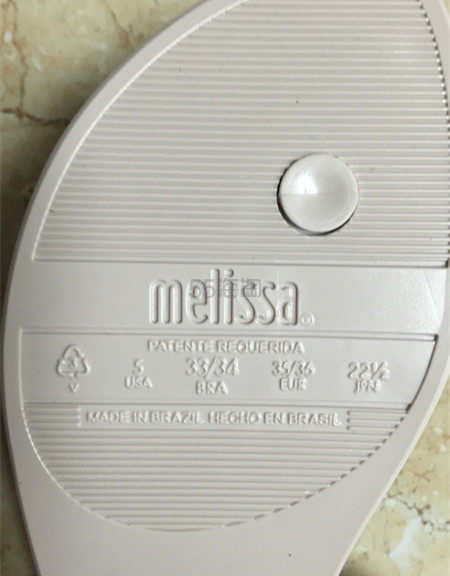 melissa®
PATENTE REQUERIDA
5 33/34 35/36 22½
V USA BRA EUR JPN
MADE IN BRAZIL HECHO EN BRASIL